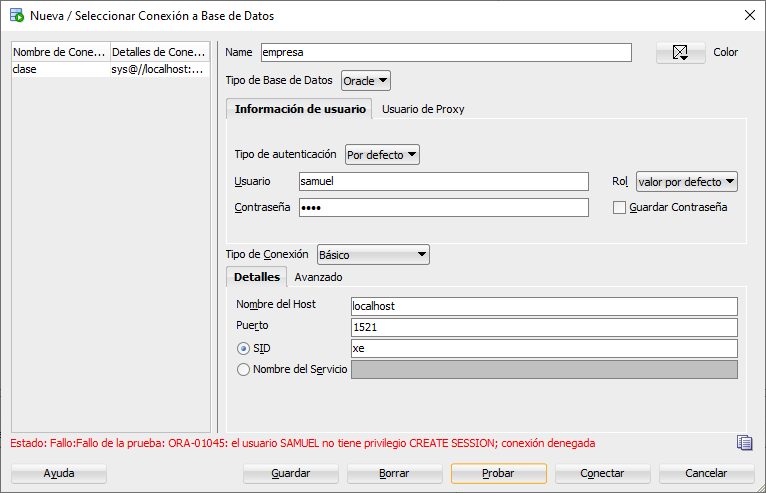 Nueva / Seleccionar Conexión a Base de Datos
Nombre de Cone... Detalles de Cone...
clase sys@//localhost:...
Name empresa Color
Tipo de Base de Datos Oracle
Información de usuario Usuario de Proxy
Tipo de autenticación Por defecto
Usuario samuel Rol valor por defecto
Contraseña •••• Guardar Contraseña
Tipo de Conexión Básico
Detalles Avanzado
Nombre del Host localhost
Puerto 1521
SID xe
Nombre del Servicio
Estado: Fallo:Fallo de la prueba: ORA-01045: el usuario SAMUEL no tiene privilegio CREATE SESSION; conexión denegada
Ayuda Guardar Borrar Probar Conectar Cancelar